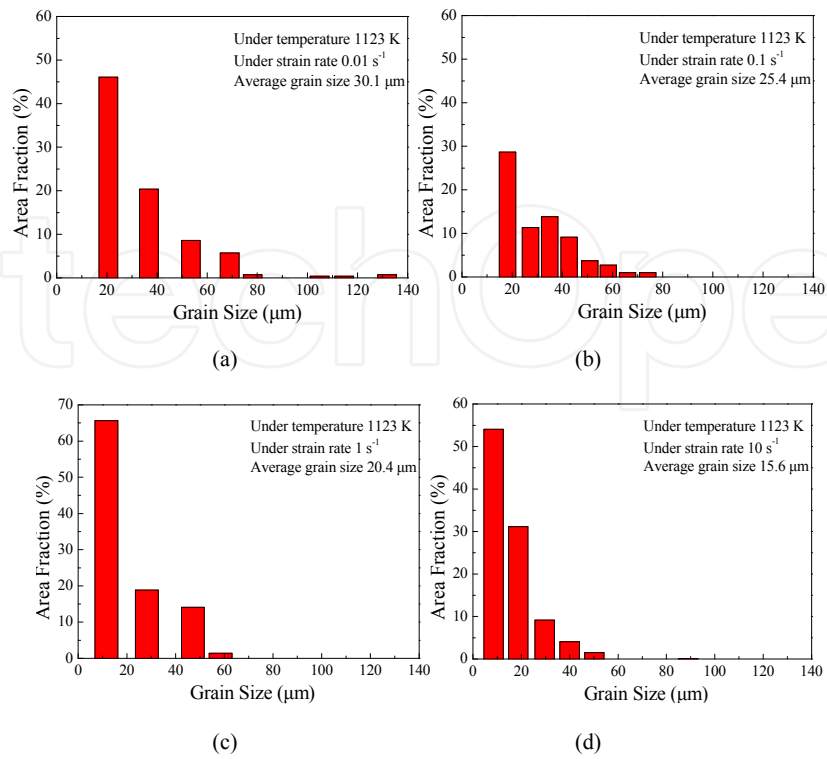 60
50
40
30
20
10
0
Area Fraction (%)
Under temperature 1123 K
Under strain rate 0.01 s⁻¹
Average grain size 30.1 μm
0 20 40 60 80 100 120 140
Grain Size (μm)
(a)
60
50
40
30
20
10
0
Area Fraction (%)
Under temperature 1123 K
Under strain rate 0.1 s⁻¹
Average grain size 25.4 μm
0 20 40 60 80 100 120 140
Grain Size (μm)
(b)
techOpe
70
60
50
40
30
20
10
0
Area Fraction (%)
Under temperature 1123 K
Under strain rate 1 s⁻¹
Average grain size 20.4 μm
0 20 40 60 80 100 120 140
Grain Size (μm)
(c)
60
50
40
30
20
10
0
Area Fraction (%)
Under temperature 1123 K
Under strain rate 10 s⁻¹
Average grain size 15.6 μm
0 20 40 60 80 100 120 140
Grain Size (μm)
(d)